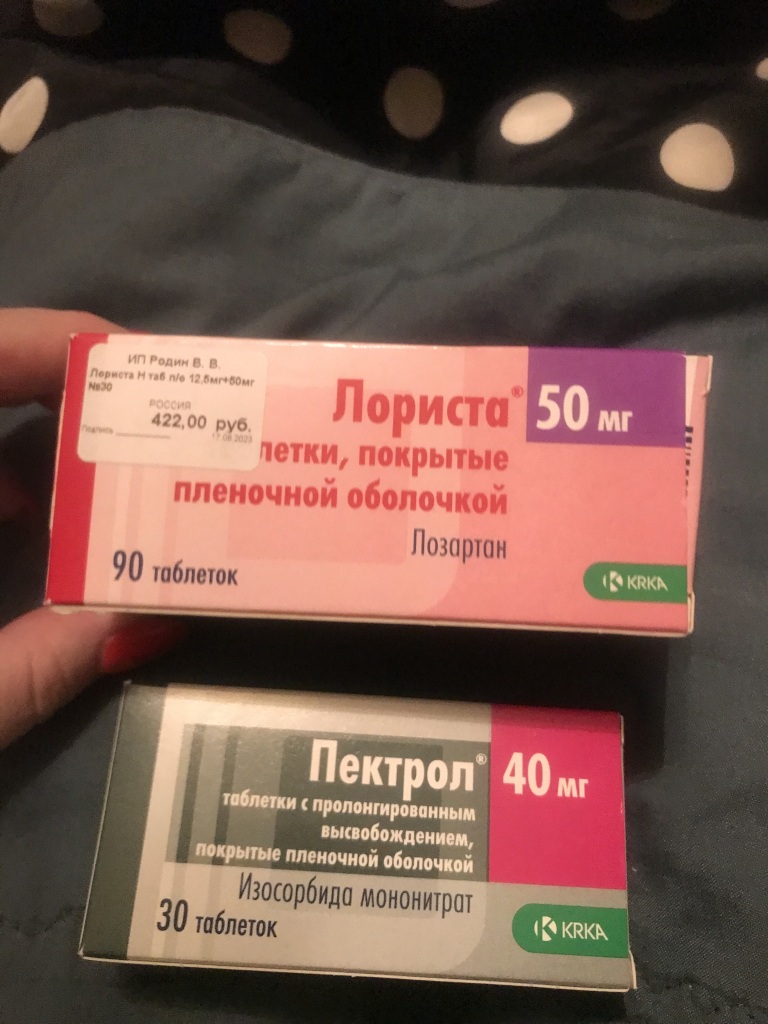 ИП Родин В. В.
Лориста Н таб п/о 12,5мг+50мг
№30
РОССИЯ
422,00 руб.
Подпись
17.08.2023
Лориста® 50 мг
летки, покрытые
пленочной оболочкой
Лозартан
90 таблеток
KRKA
Пектрол® 40 мг
таблетки с пролонгированным
высвобождением,
покрытые пленочной оболочкой
Изосорбида мононитрат
30 таблеток
KRKA